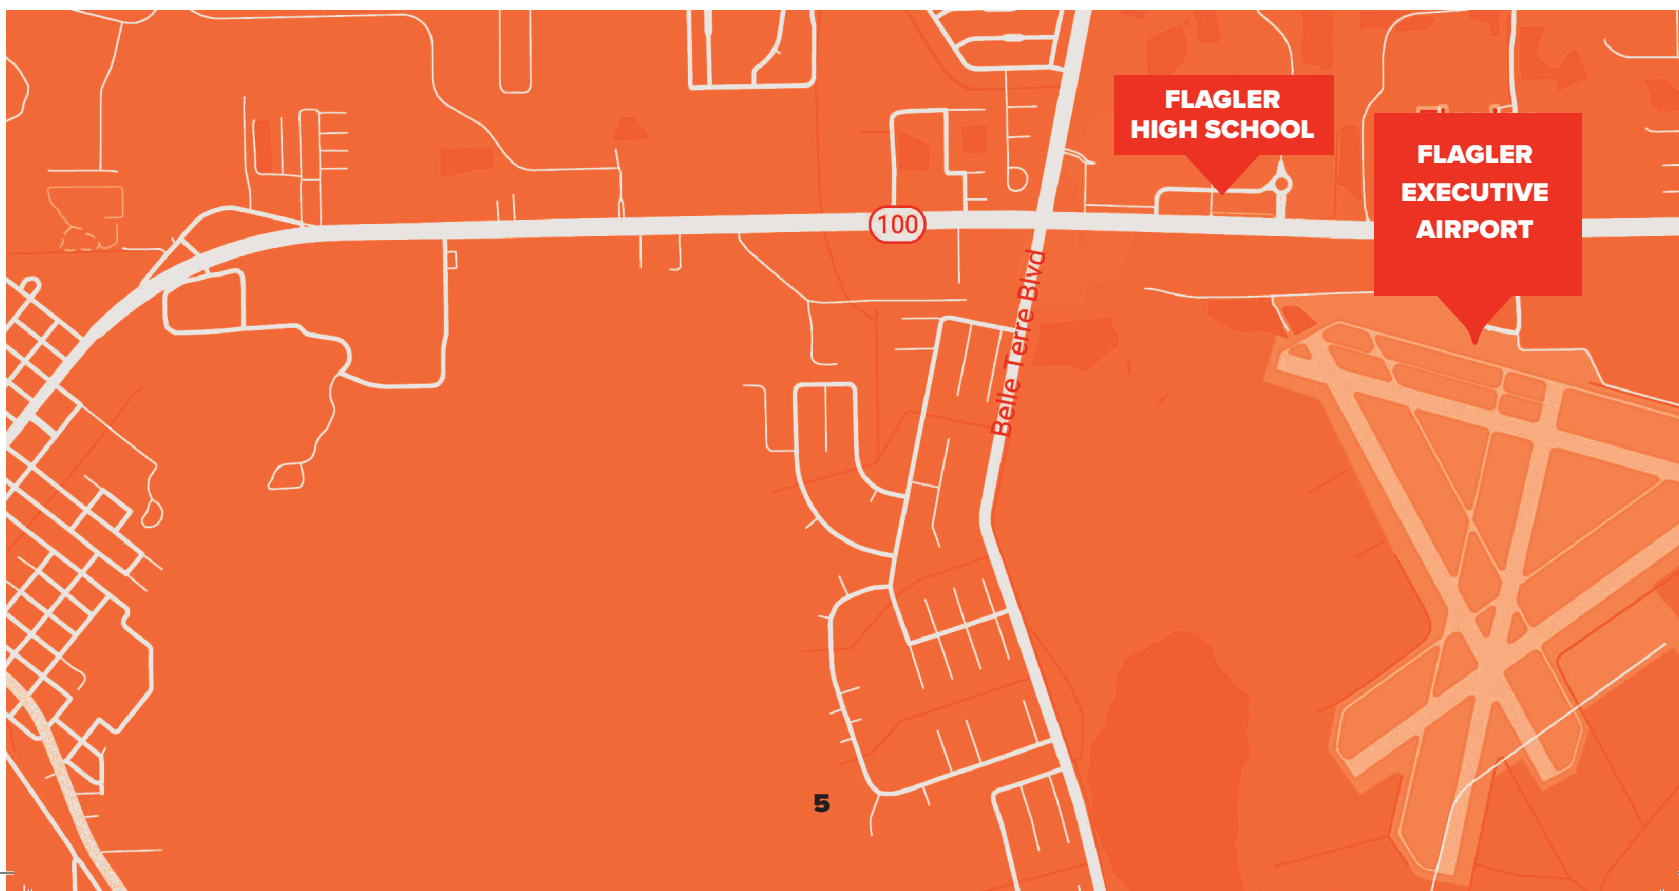 FLAGLER
HIGH SCHOOL
FLAGLER
EXECUTIVE
AIRPORT
100
Belle Terre Blvd
5